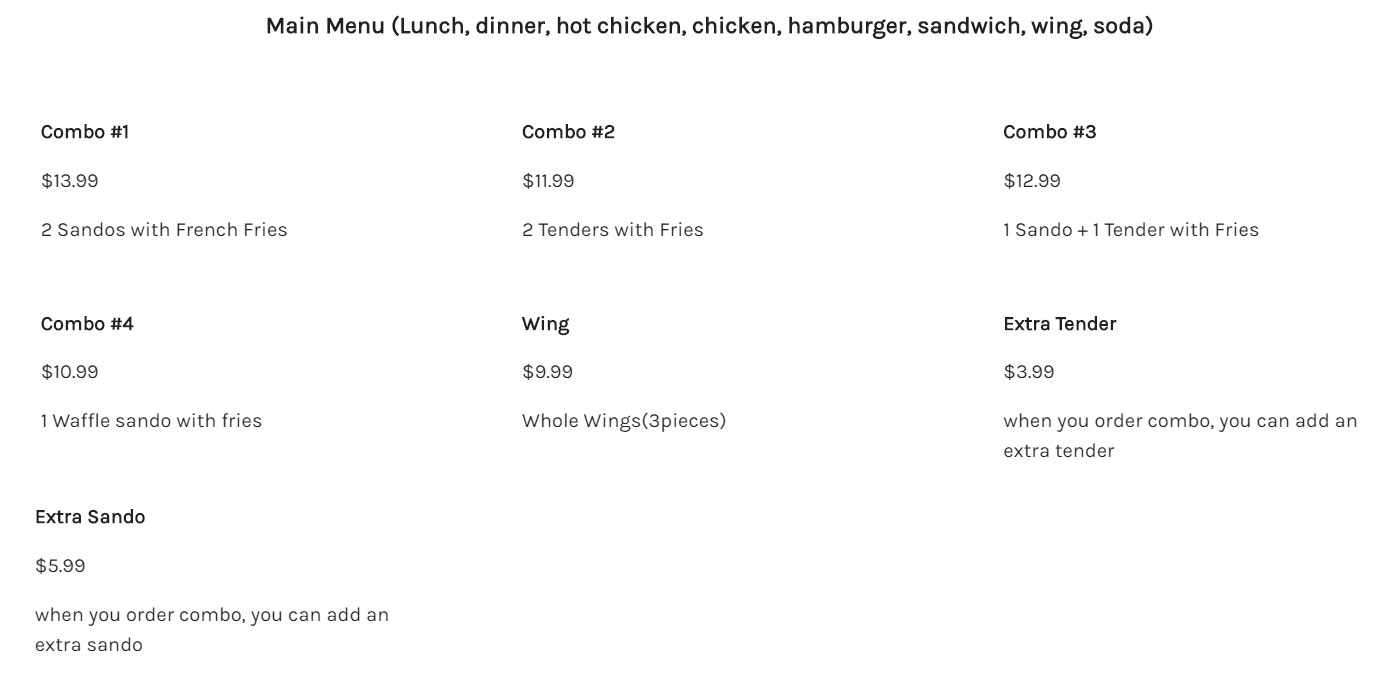 Main Menu (Lunch, dinner, hot chicken, chicken, hamburger, sandwich, wing, soda)
Combo #1
$13.99
2 Sandos with French Fries
Combo #2
$11.99
2 Tenders with Fries
Combo #3
$12.99
1 Sando + 1 Tender with Fries
Combo #4
$10.99
1 Waffle sando with fries
Wing
$9.99
Whole Wings(3pieces)
Extra Tender
$3.99
when you order combo, you can add an
extra tender
Extra Sando
$5.99
when you order combo, you can add an
extra sando